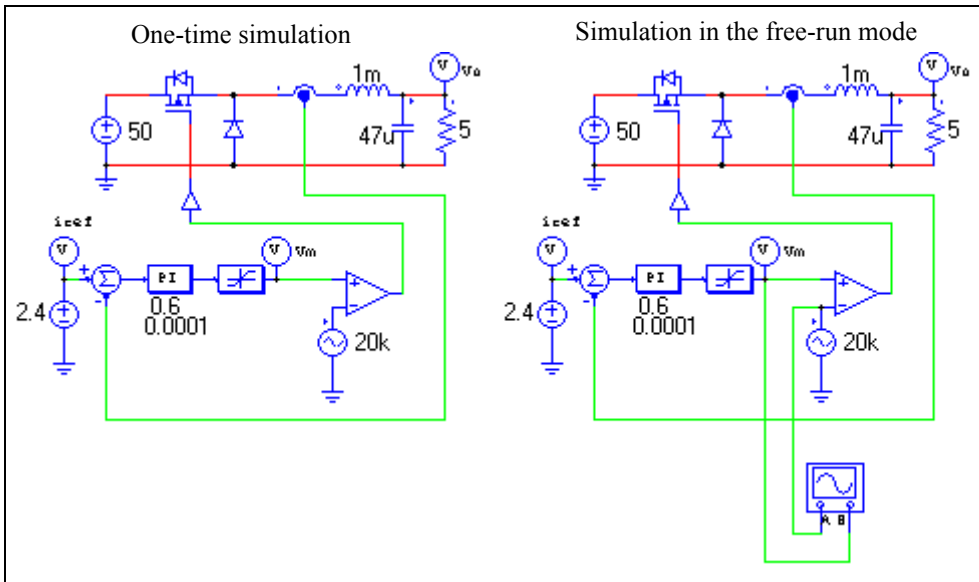 One-time simulation
1m
V
Vo
50
47u
5
iref
V
V
Vm
+
Σ
-
PI
0.6
0.0001
2.4
+
-
20k
Simulation in the free-run mode
1m
V
Vo
50
47u
5
iref
V
V
Vm
+
Σ
-
PI
0.6
0.0001
2.4
+
-
20k
A B